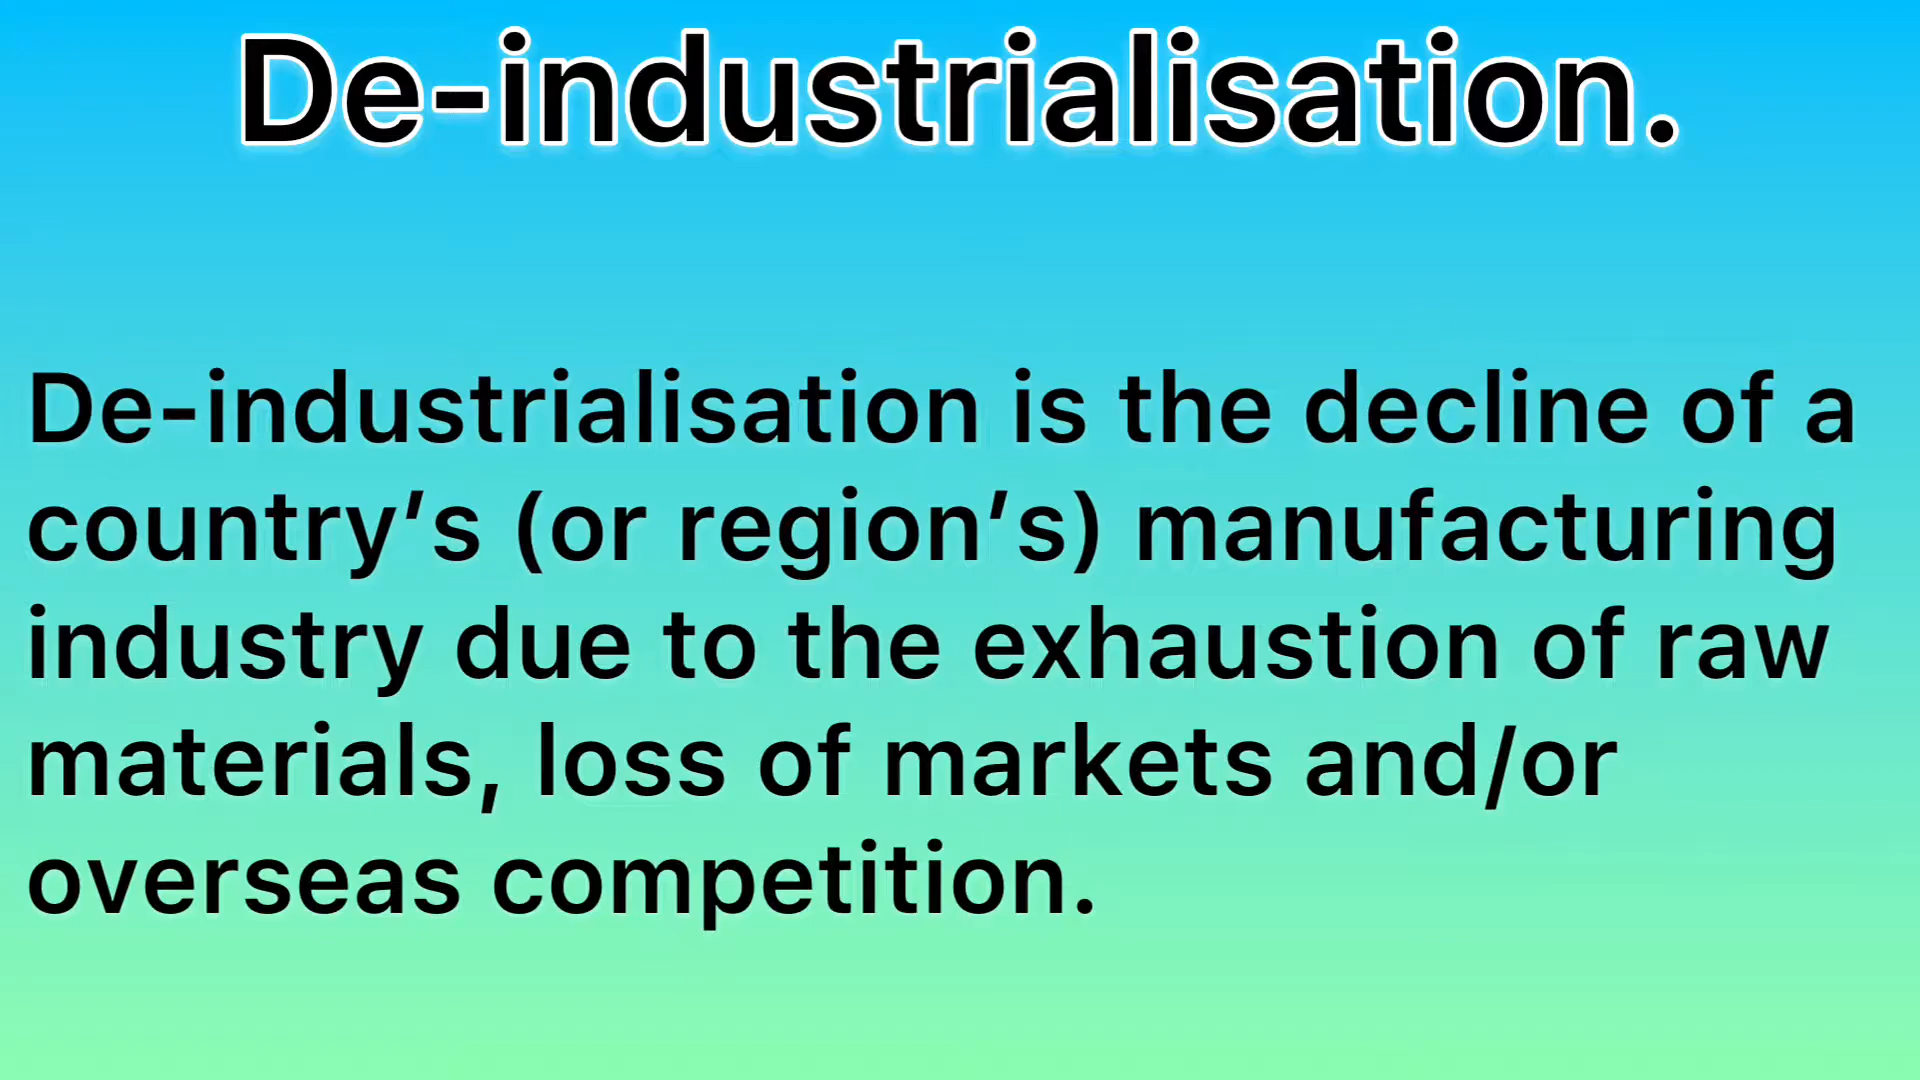 De-industrialisation.
De-industrialisation is the decline of a
country’s (or region’s) manufacturing
industry due to the exhaustion of raw
materials, loss of markets and/or
overseas competition.